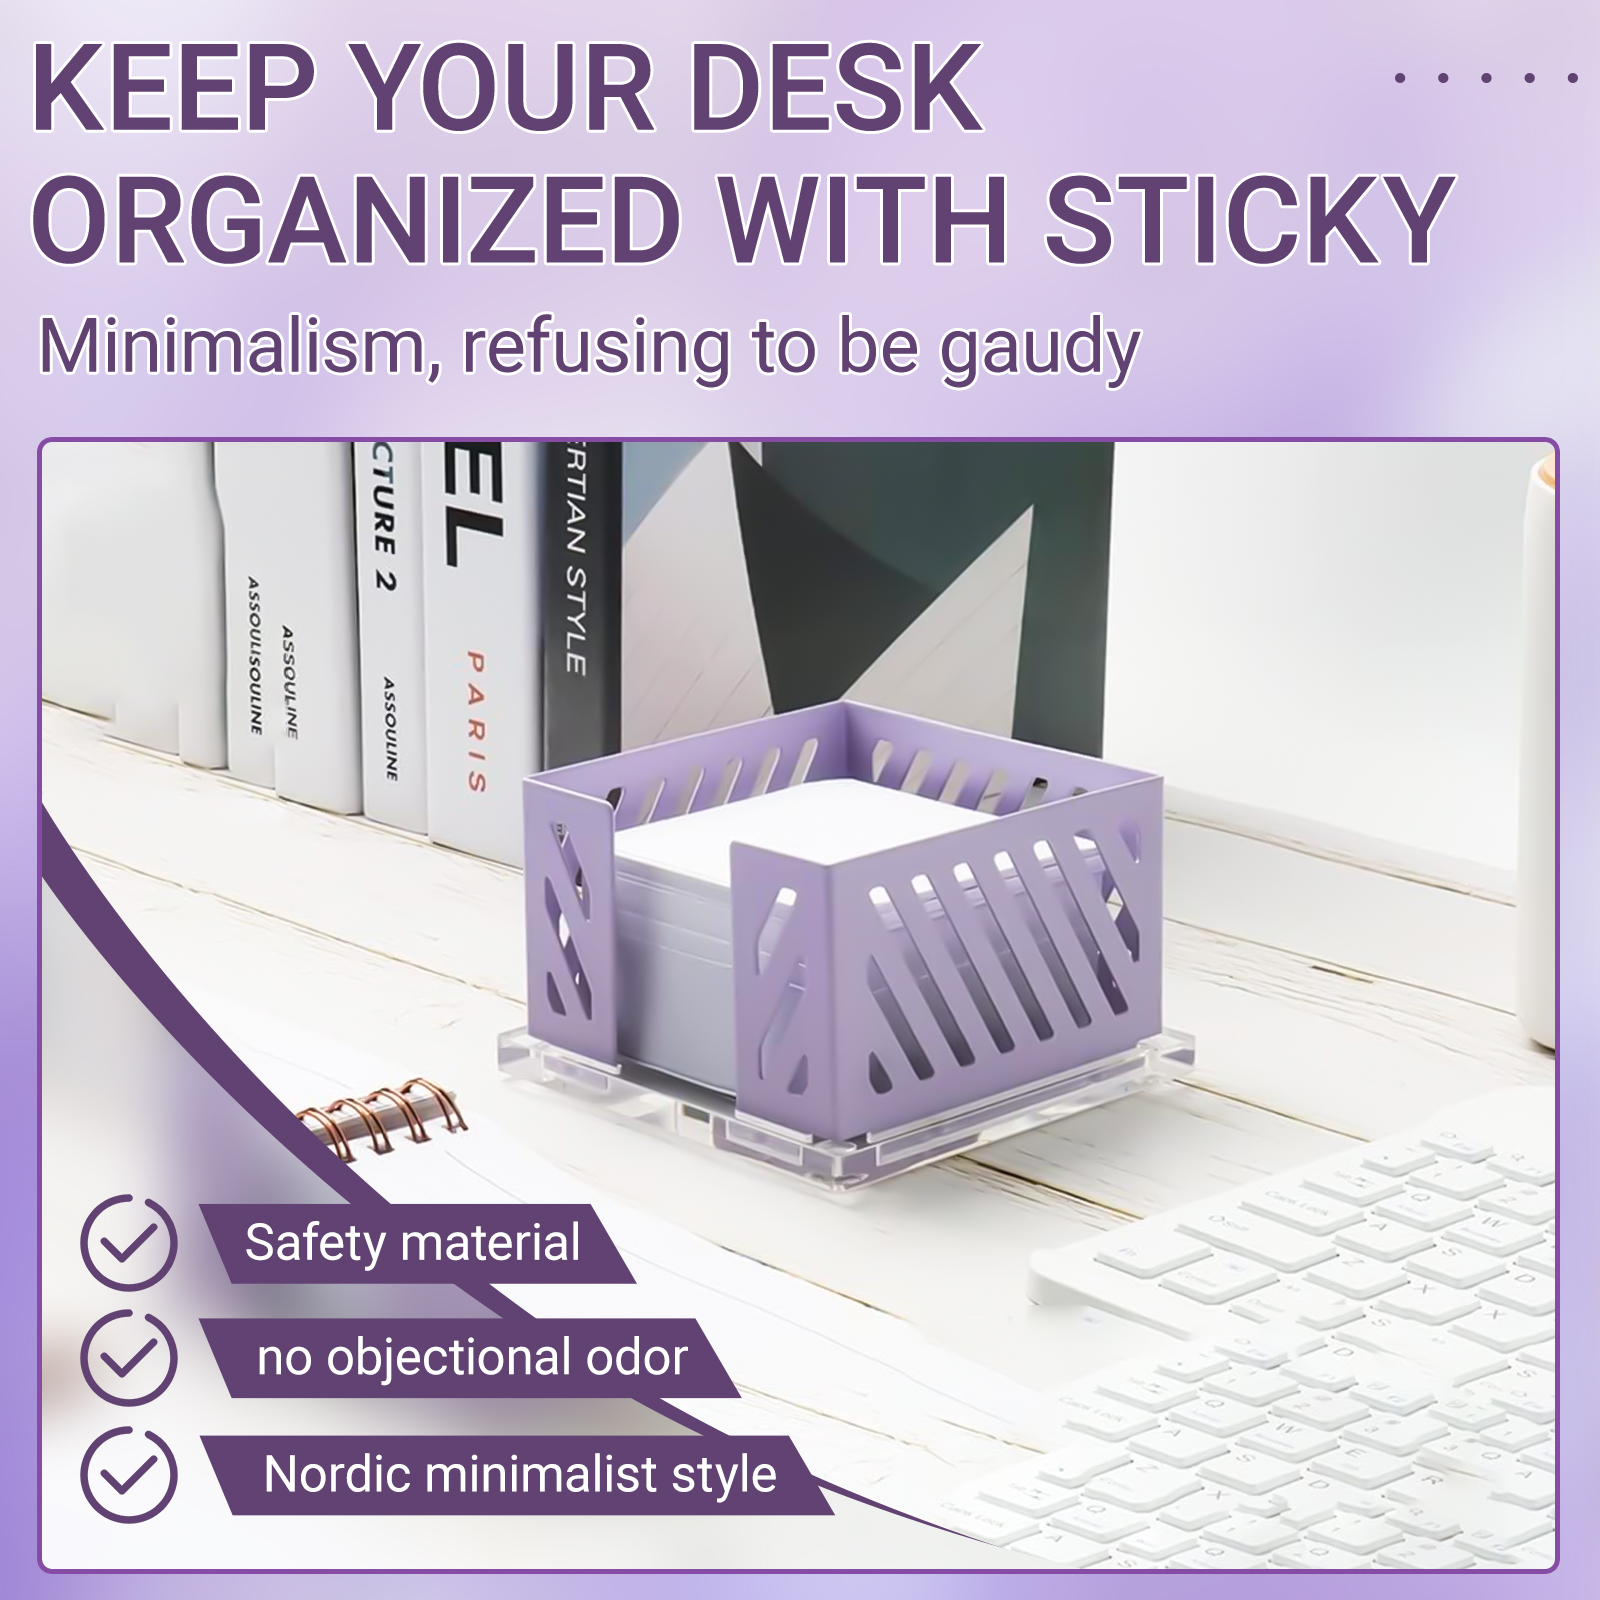 KEEP YOUR DESK
ORGANIZED WITH STICKY
Minimalism, refusing to be gaudy
ASSOULISOULINE
ASSOULINE
CTURE 2
ASSOULINE
EL
PARIS
ERTIAN STYLE
Safety material
no objectional odor
Nordic minimalist style